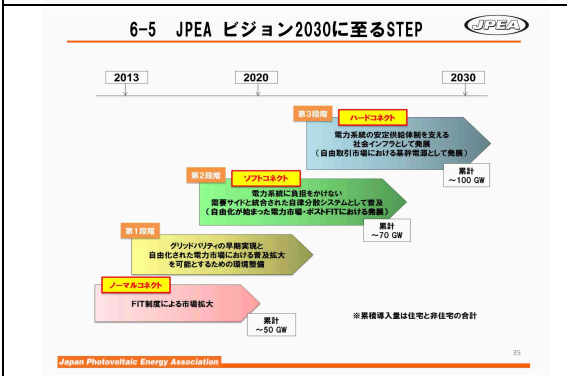 6-5 JPEA ビジョン2030に至るSTEP
JPEA
2013
2020
2030
第3段階
ハードコネクト
電力系統の安定供給体制を支える
社会インフラとして発展
(自由取引市場における基幹電源として発展)
累計
~100 GW
第2段階
ソフトコネクト
電力系統に負担をかけない
需要サイドと統合された自律分散システムとして普及
(自由化が始まった電力市場・ポストFITにおける発展)
累計
~70 GW
第1段階
グリッドパリティの早期実現と
自由化された電力市場における普及拡大
を可能とするための環境整備
ノーマルコネクト
FIT制度による市場拡大
累計
~50 GW
※累積導入量は住宅と非住宅の合計
35
Japan Photovoltaic Energy Association